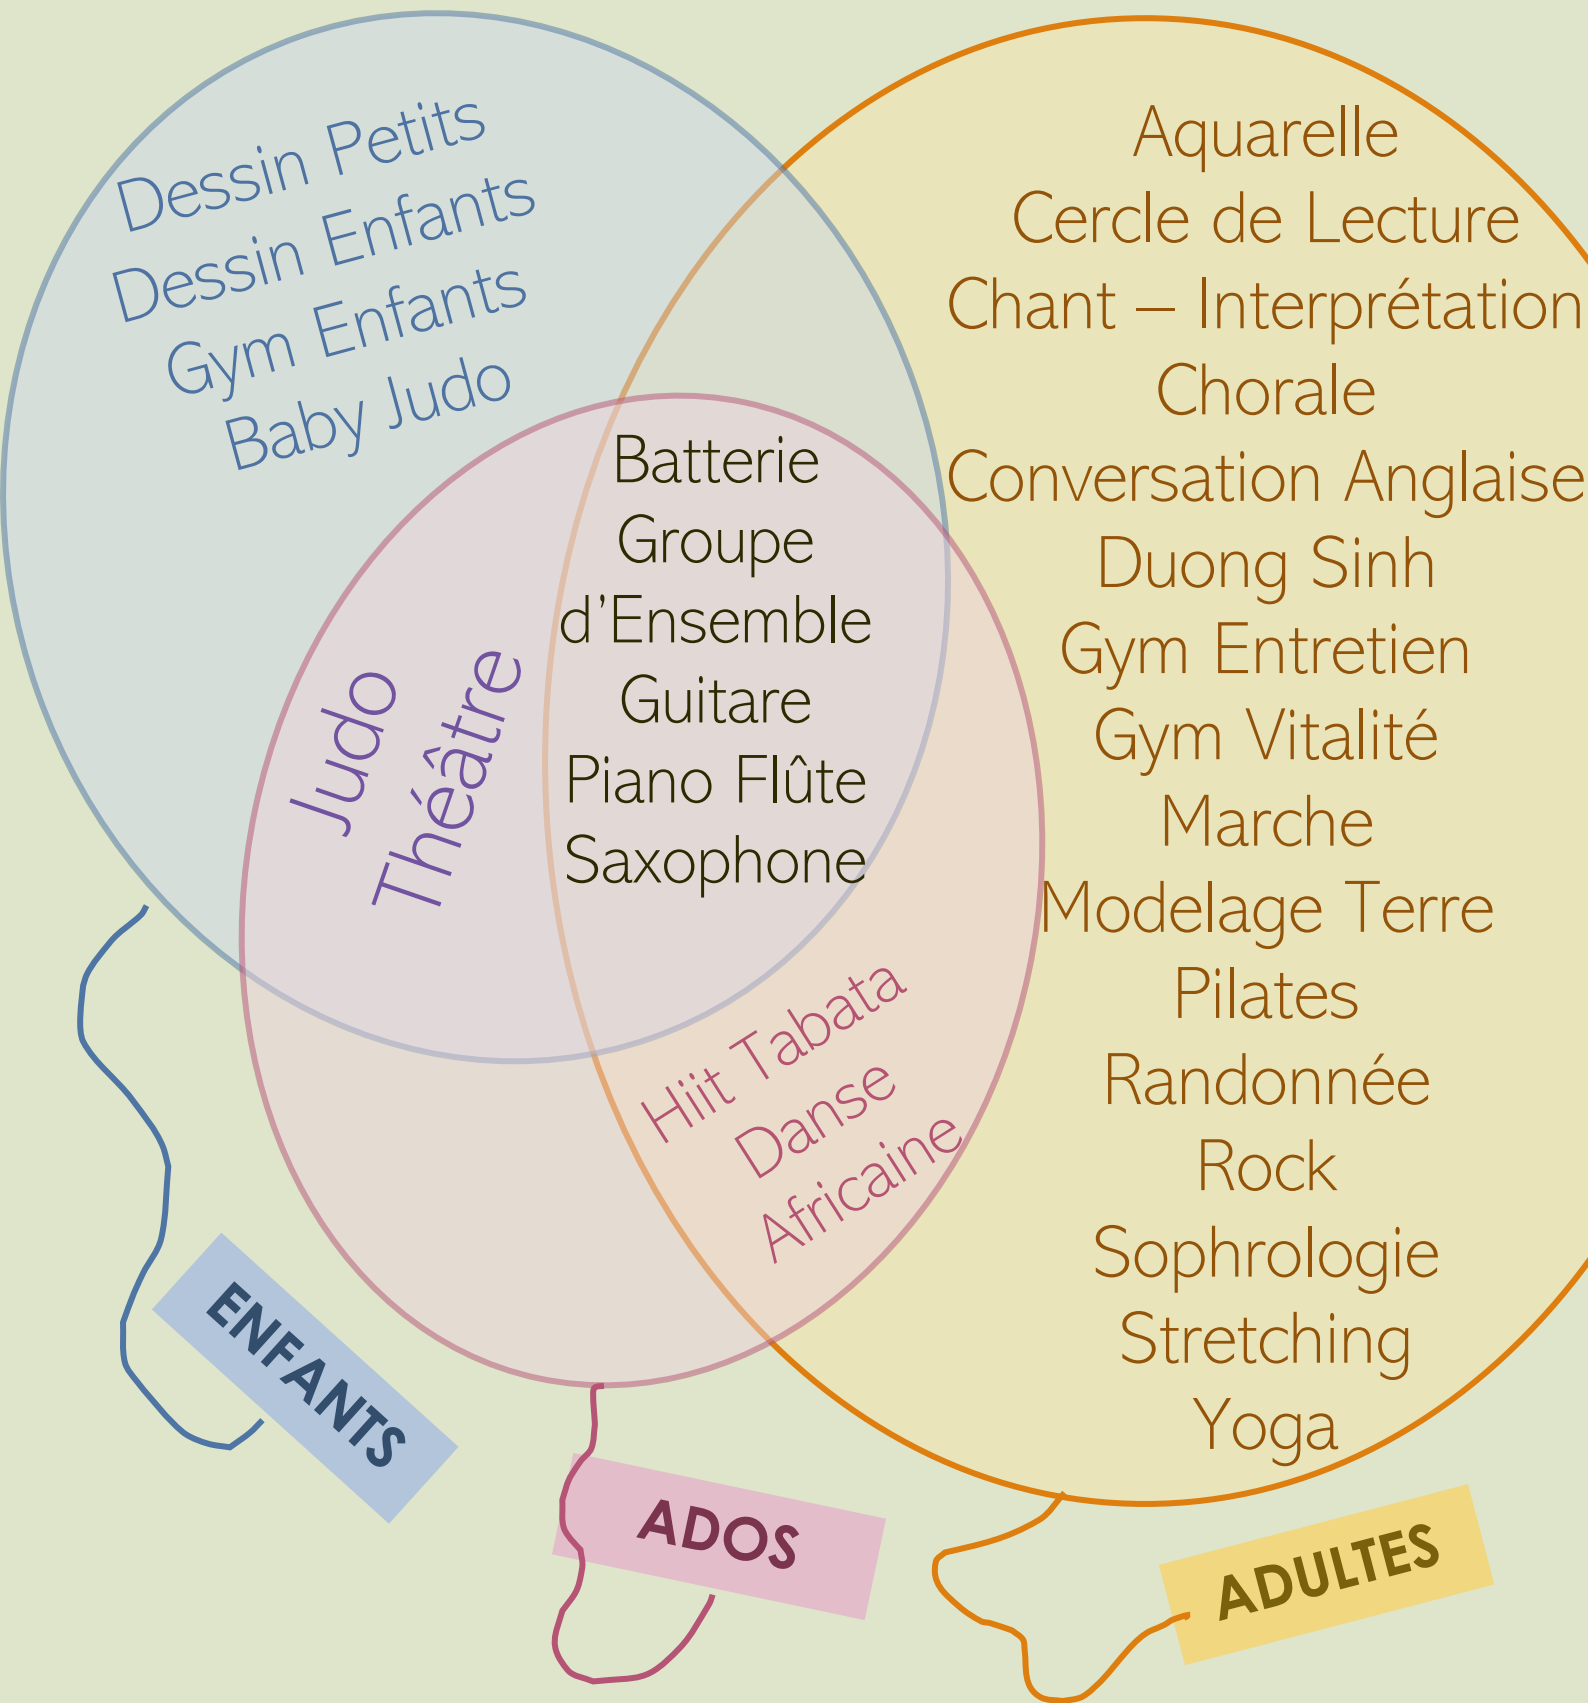 Dessin Petits
Dessin Enfants
Gym Enfants
Baby Judo
Judo
Théâtre
Batterie
Groupe
d’Ensemble
Guitare
Piano Flûte
Saxophone
Hiit Tabata
Danse
Africaine
Aquarelle
Cercle de Lecture
Chant – Interprétation
Chorale
Conversation Anglaise
Duong Sinh
Gym Entretien
Gym Vitalité
Marche
Modelage Terre
Pilates
Randonnée
Rock
Sophrologie
Stretching
Yoga
ENFANTS
ADOS
ADULTES